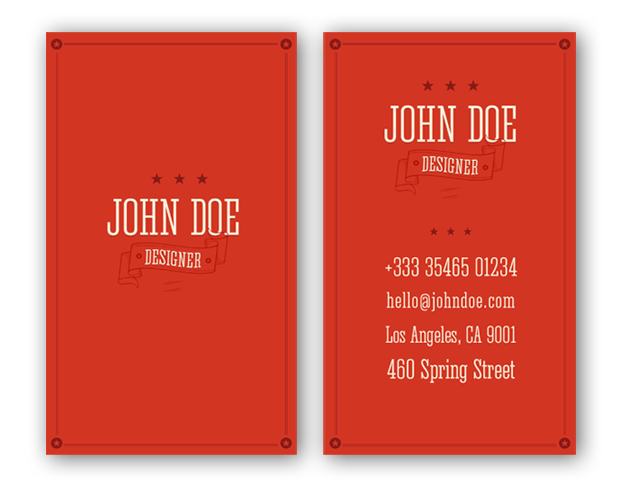 JOHN DOE
DESIGNER
JOHN DOE
DESIGNER
+333 35465 01234
hello@johndoe.com
Los Angeles, CA 9001
460 Spring Street